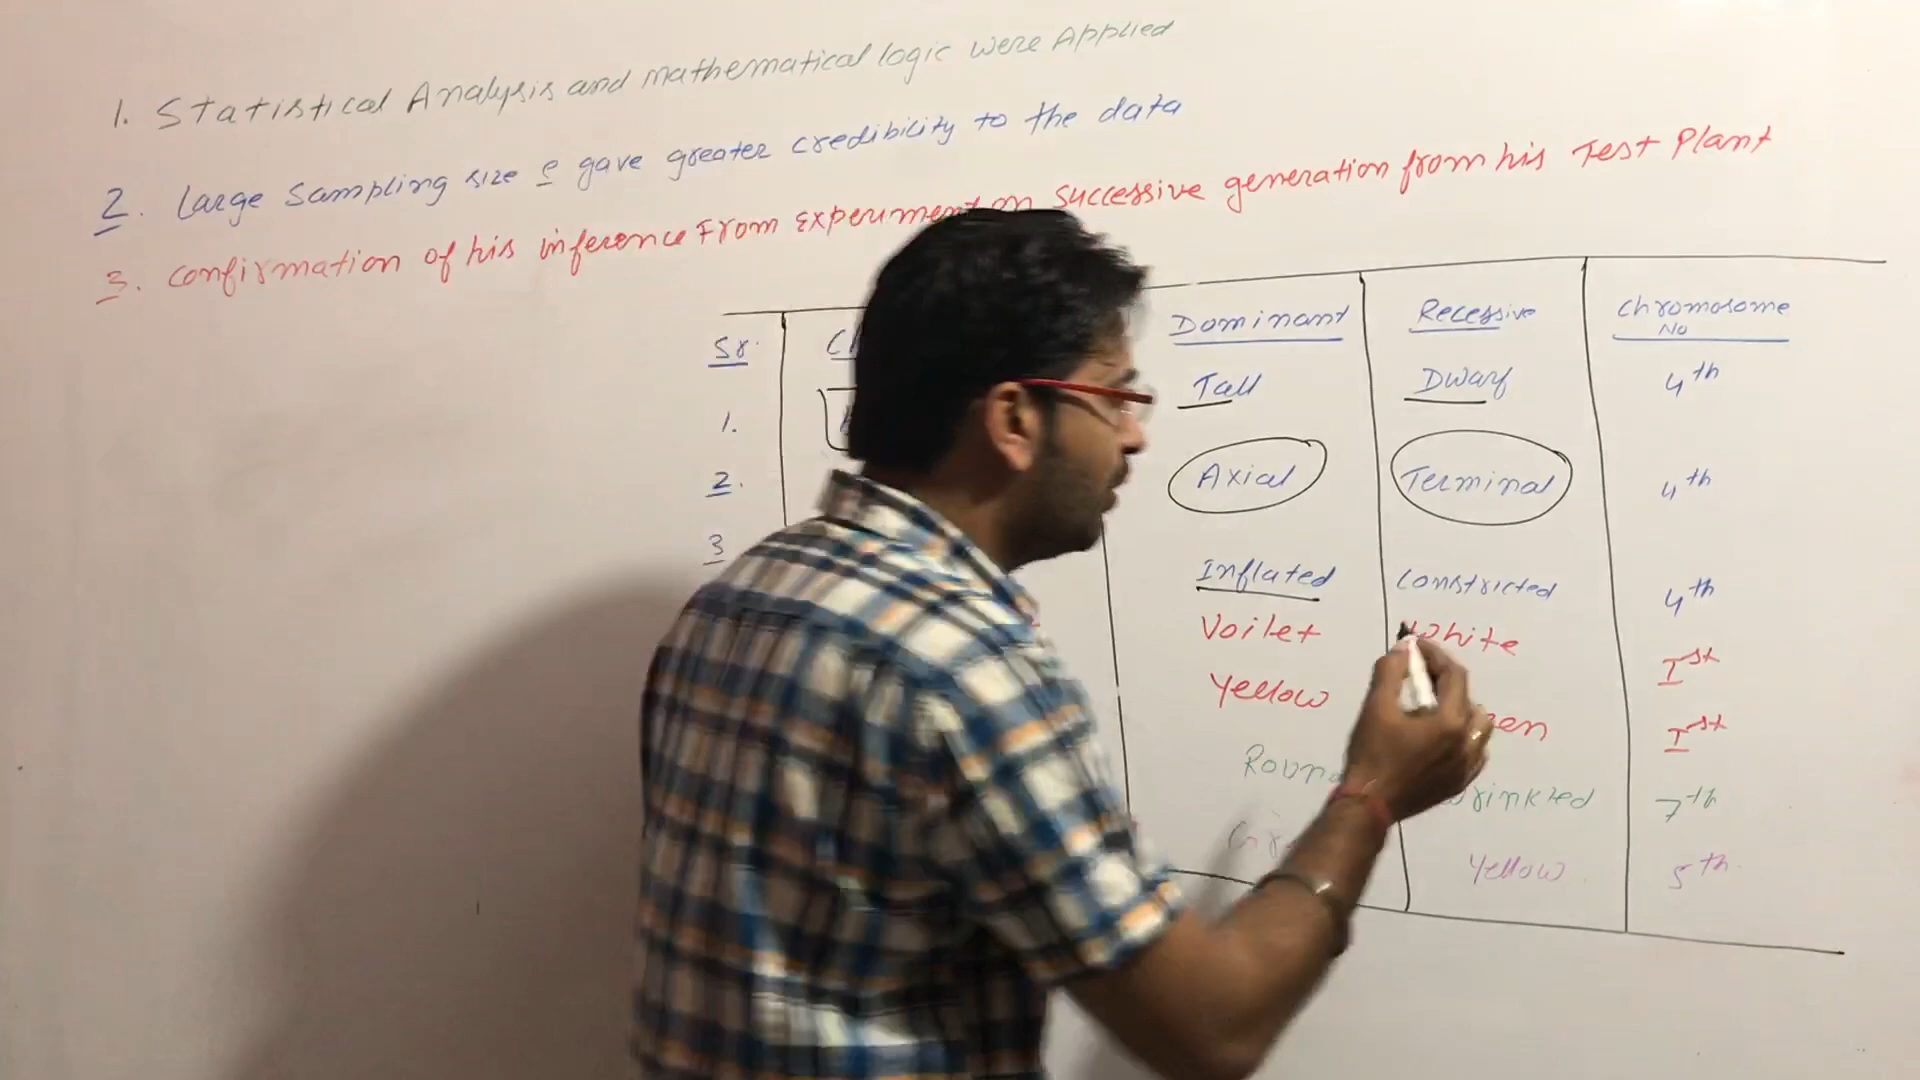 1. Statistical Analysis and mathematical logic were Applied
2. Large sampling size e gave greater credibility to the data
3. Confirmation of his inference From Experiment on successive generation from his Test Plant
Sr. Dominant Recessive Chromosome No
1. Tall Dwarf 4th
2. Axial Terminal 4th
3 Inflated Constricted 4th
Voilet White Ist
Yellow Ist
Round Wrinkled 7th
Yellow 5th